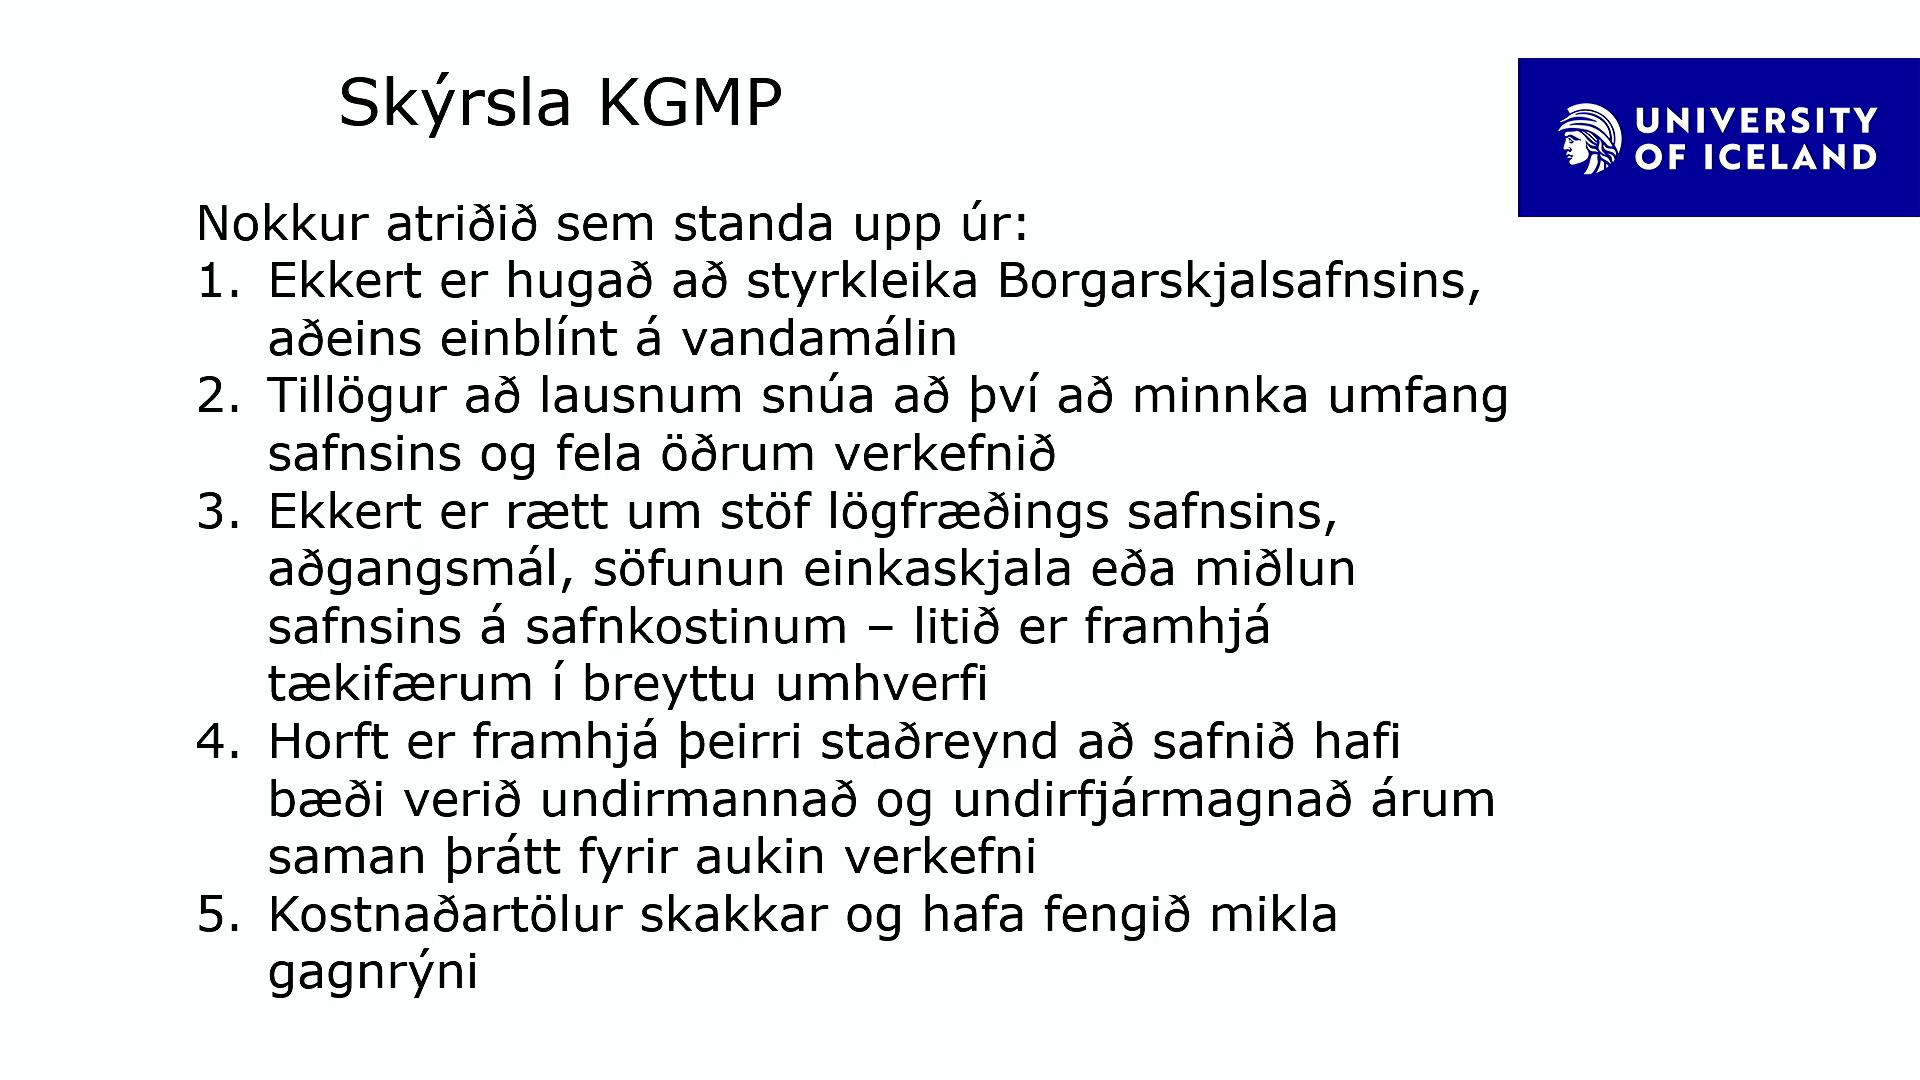 Skýrsla KGMP
UNIVERSITY
OF ICELAND
Nokkur atriðið sem standa upp úr:
1. Ekkert er hugað að styrkleika Borgarskjalsafnsins,
aðeins einblínt á vandamálin
2. Tillögur að lausnum snúa að því að minnka umfang
safnsins og fela öðrum verkefnið
3. Ekkert er rætt um stöf lögfræðings safnsins,
aðgangsmál, söfunun einkaskjala eða miðlun
safnsins á safnkostinum – litið er framhjá
tækifærum í breyttu umhverfi
4. Horft er framhjá þeirri staðreynd að safnið hafi
bæði verið undirmannað og undirfjármagnað árum
saman þrátt fyrir aukin verkefni
5. Kostnaðartölur skakkar og hafa fengið mikla
gagnrýni